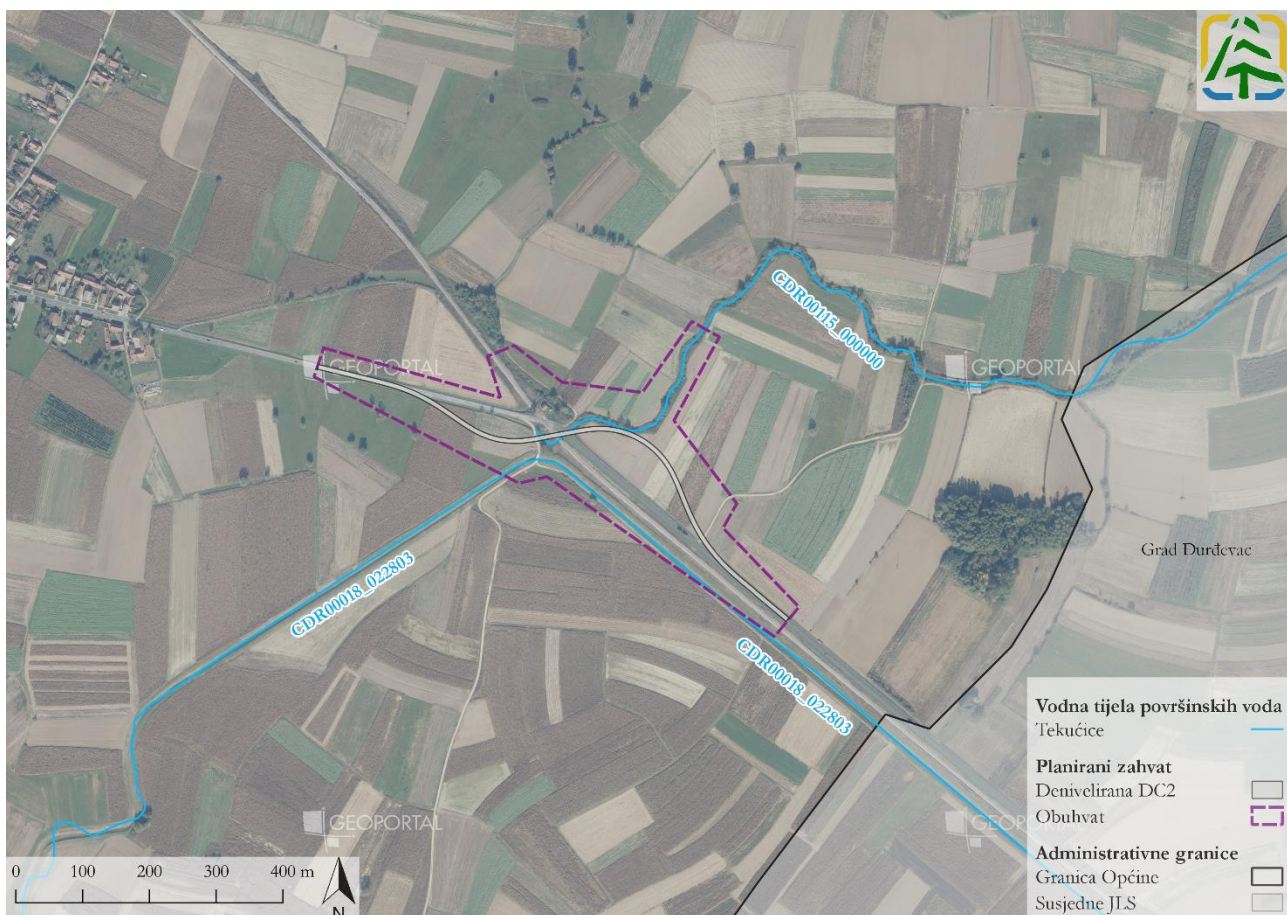 GEOPORTAL
GEOPORTAL
CDR00115_000000
CDR00018_022803
CDR00018_022803
Grad Đurđevac
GEOPORTAL
GEOPORTAL
Vodna tijela površinskih voda
Tekućice
Planirani zahvat
Denivelirana DC2
Obuhvat
Administrativne granice
Granica Općine
Susjedne JLS
0 100 200 300 400 m
N